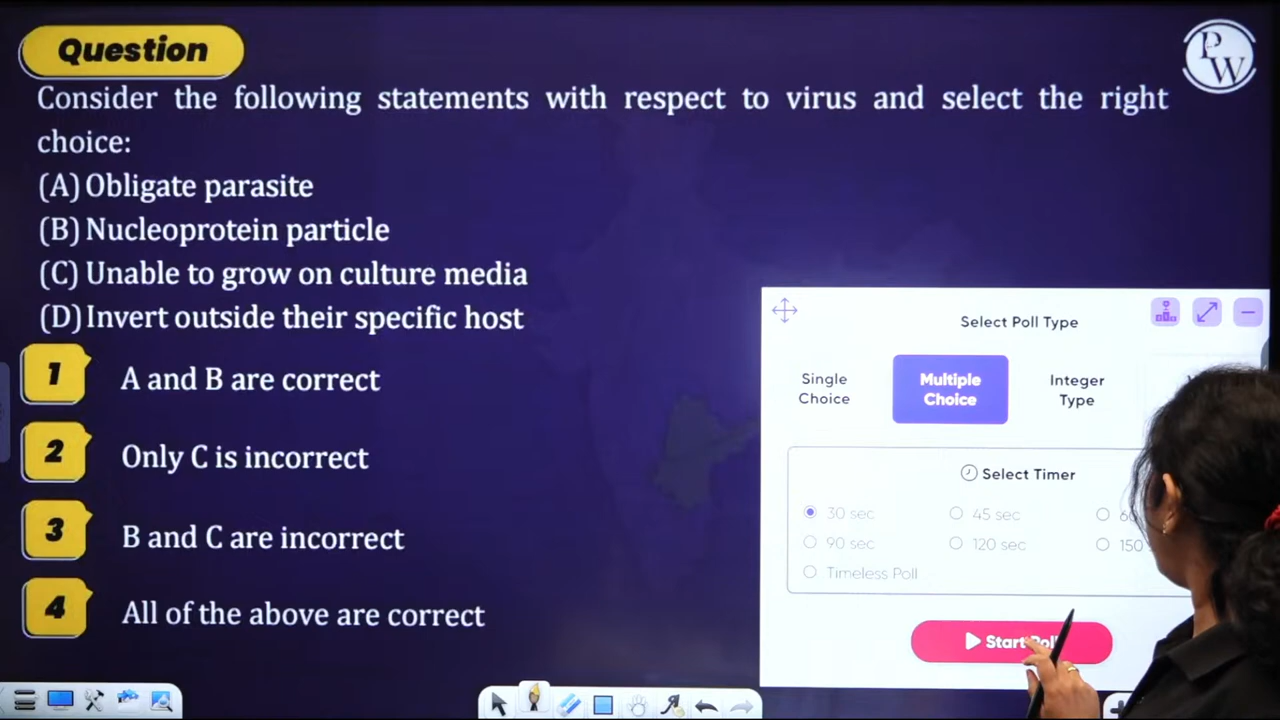 Question
PW
Consider the following statements with respect to virus and select the right
choice:
(A) Obligate parasite
(B) Nucleoprotein particle
(C) Unable to grow on culture media
(D) Invert outside their specific host
1 A and B are correct
2 Only C is incorrect
3 B and C are incorrect
4 All of the above are correct
Select Poll Type
Single Choice
Multiple Choice
Integer Type
Select Timer
30 sec 45 sec
90 sec 120 sec 150
Timeless Poll
Start Poll